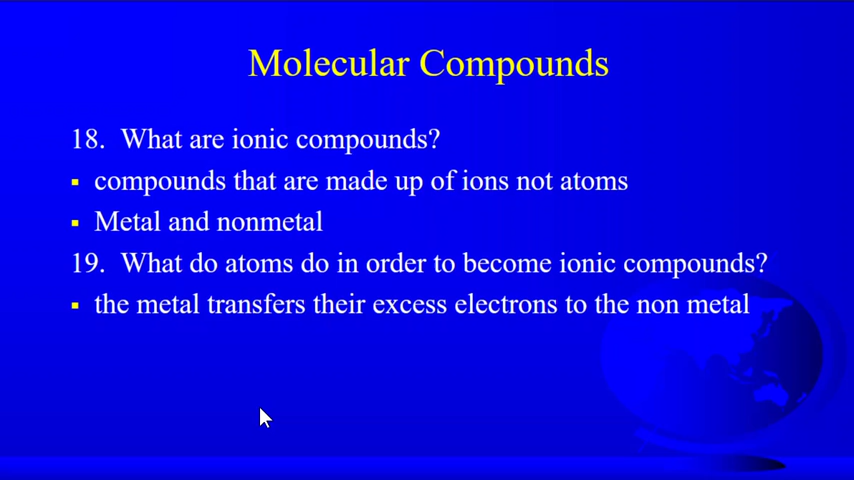 Molecular Compounds
18. What are ionic compounds?
▪ compounds that are made up of ions not atoms
▪ Metal and nonmetal
19. What do atoms do in order to become ionic compounds?
▪ the metal transfers their excess electrons to the non metal